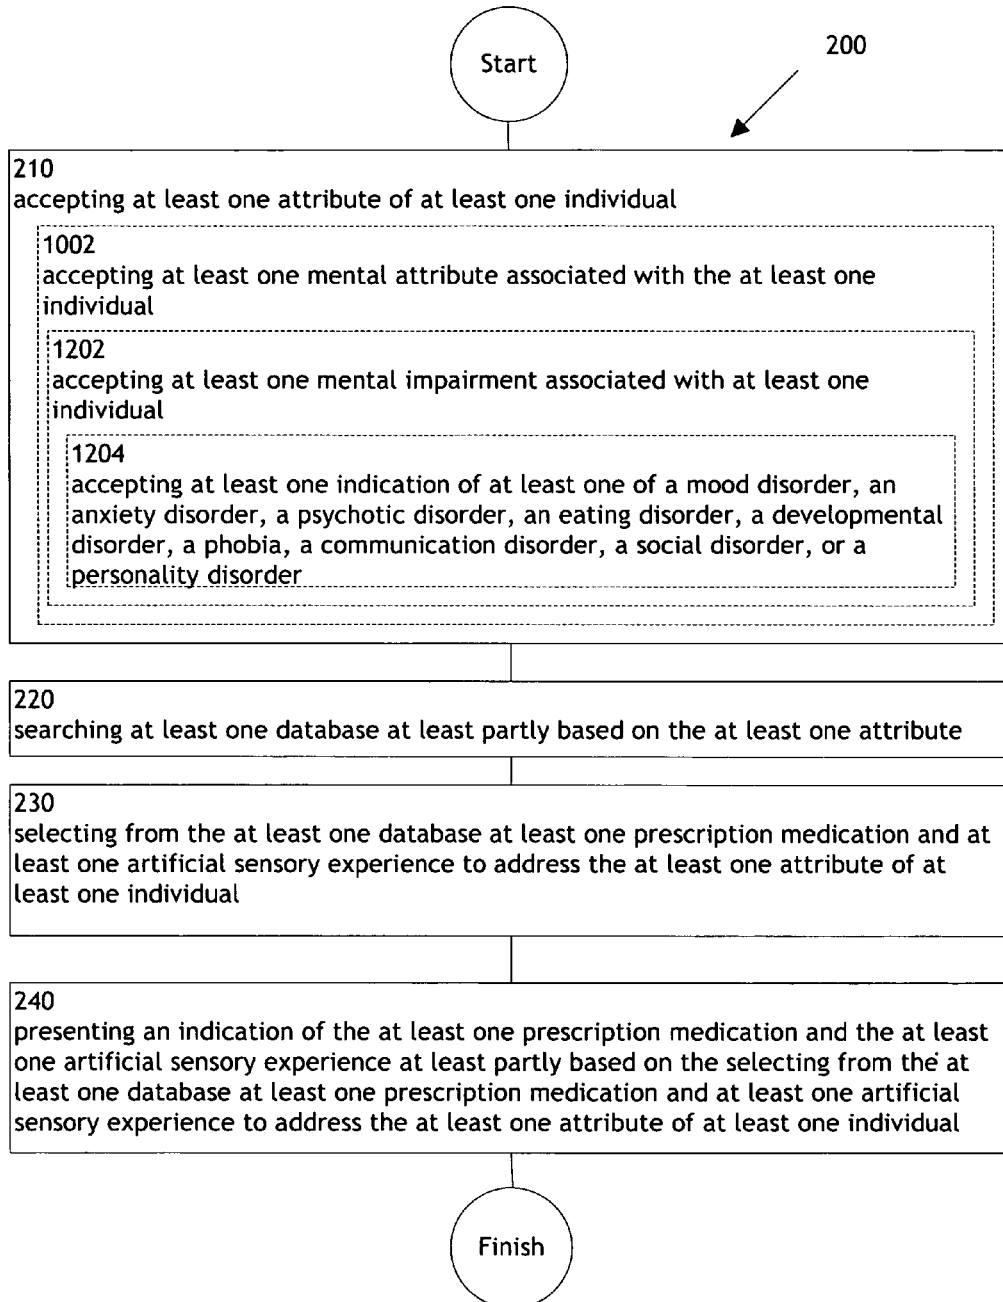 Start
200
210
accepting at least one attribute of at least one individual
1002
accepting at least one mental attribute associated with the at least one
individual
1202
accepting at least one mental impairment associated with at least one
individual
1204
accepting at least one indication of at least one of a mood disorder, an
anxiety disorder, a psychotic disorder, an eating disorder, a developmental
disorder, a phobia, a communication disorder, a social disorder, or a
personality disorder
220
searching at least one database at least partly based on the at least one attribute
230
selecting from the at least one database at least one prescription medication and at
least one artificial sensory experience to address the at least one attribute of at
least one individual
240
presenting an indication of the at least one prescription medication and the at least
one artificial sensory experience at least partly based on the selecting from the at
least one database at least one prescription medication and at least one artificial
sensory experience to address the at least one attribute of at least one individual
Finish